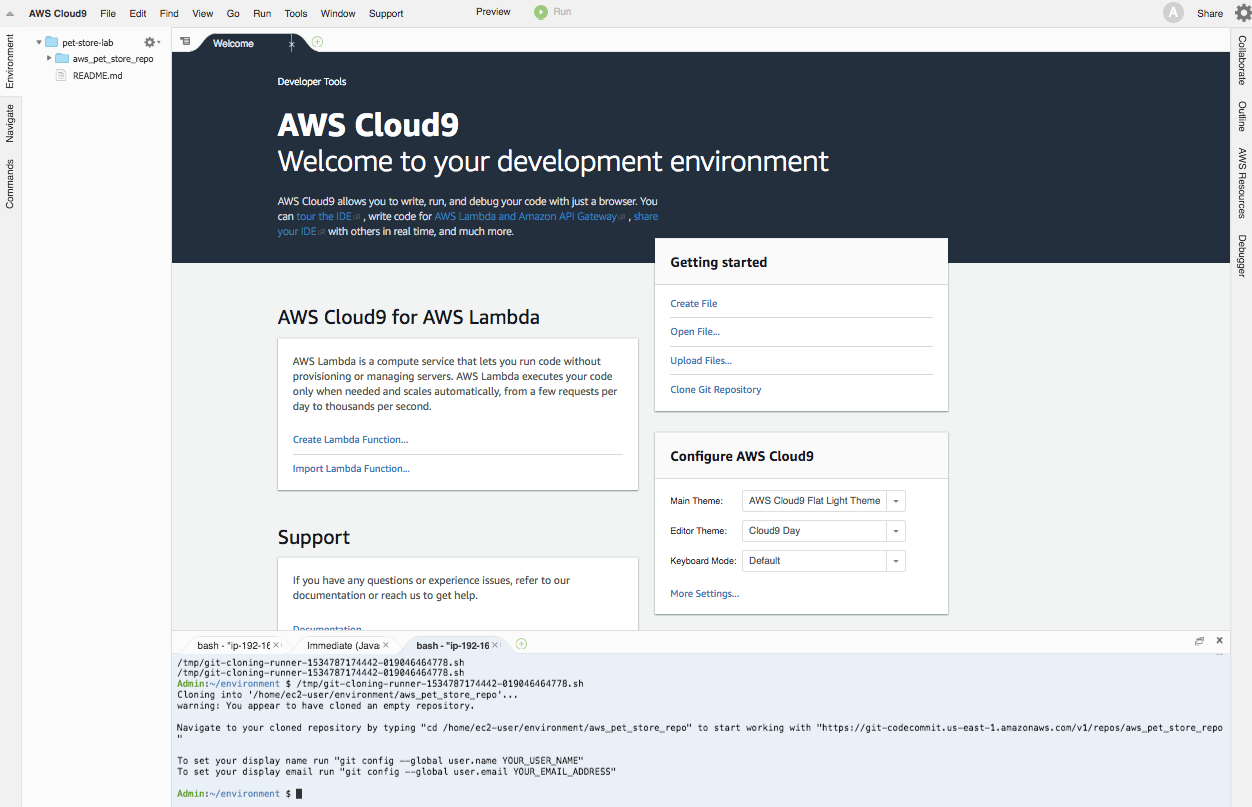 AWS Cloud9 File Edit Find View Go Run Tools Window Support Preview Run A Share
Environment
Navigate
Commands
pet-store-lab
aws_pet_store_repo
README.md
Welcome
Developer Tools
AWS Cloud9
Welcome to your development environment
AWS Cloud9 allows you to write, run, and debug your code with just a browser. You
can tour the IDE , write code for AWS Lambda and Amazon API Gateway , share
your IDE with others in real time, and much more.
Getting started
Create File
Open File...
Upload Files...
Clone Git Repository
AWS Cloud9 for AWS Lambda
AWS Lambda is a compute service that lets you run code without
provisioning or managing servers. AWS Lambda executes your code
only when needed and scales automatically, from a few requests per
day to thousands per second.
Create Lambda Function...
Import Lambda Function...
Configure AWS Cloud9
Main Theme: AWS Cloud9 Flat Light Theme
Editor Theme: Cloud9 Day
Keyboard Mode: Default
More Settings...
Support
If you have any questions or experience issues, refer to our
documentation or reach us to get help.
Documentation
Collaborate
Outline
AWS Resources
Debugger
bash - "ip-192-16 Immediate (Java bash - "ip-192-16
/tmp/git-cloning-runner-1534787174442-019046464778.sh
/tmp/git-cloning-runner-1534787174442-019046464778.sh
Admin:~/environment $ /tmp/git-cloning-runner-1534787174442-019046464778.sh
Cloning into '/home/ec2-user/environment/aws_pet_store_repo'...
warning: You appear to have cloned an empty repository.
Navigate to your cloned repository by typing "cd /home/ec2-user/environment/aws_pet_store_repo" to start working with "https://git-codecommit.us-east-1.amazonaws.com/v1/repos/aws_pet_store_repo
"
To set your display name run "git config --global user.name YOUR_USER_NAME"
To set your display email run "git config --global user.email YOUR_EMAIL_ADDRESS"
Admin:~/environment $